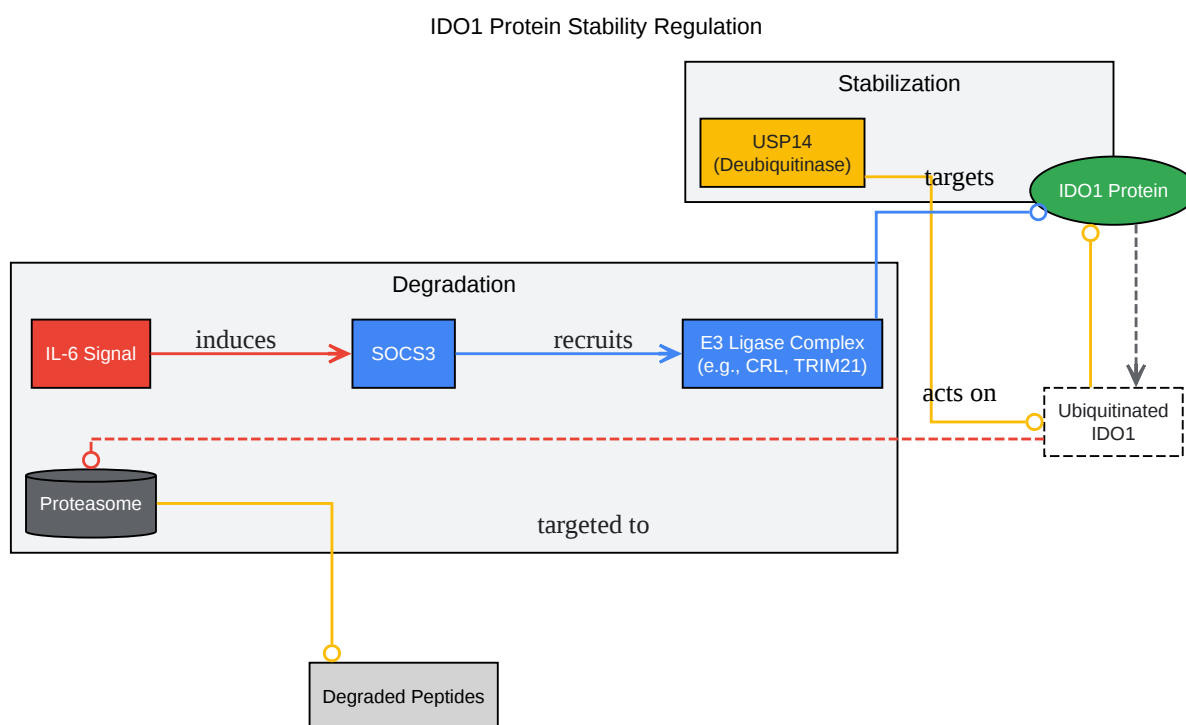 IDO1 Protein Stability Regulation
Stabilization
USP14
(Deubiquitinase)
targets
IDO1 Protein
Degradation
IL-6 Signal
induces
SOCS3
recruits
E3 Ligase Complex
(e.g., CRL, TRIM21)
acts on
Ubiquitinated
IDO1
Proteasome
targeted to
Degraded Peptides